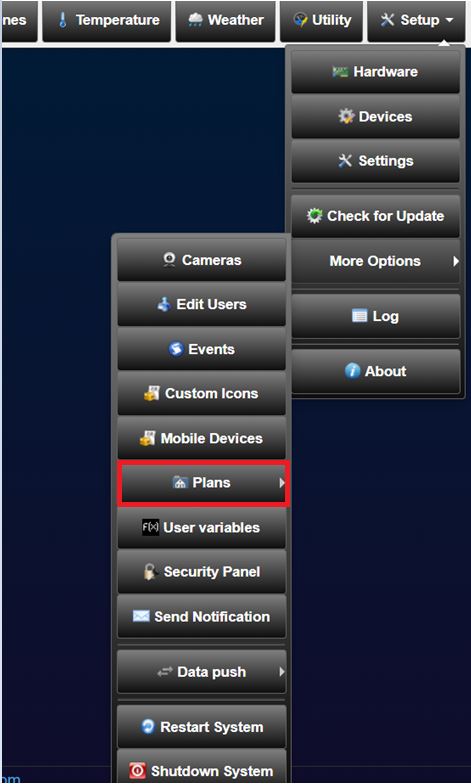 nes
Temperature
Weather
Utility
Setup
Hardware
Devices
Settings
Check for Update
More Options
Log
About
Cameras
Edit Users
Events
Custom Icons
Mobile Devices
Plans
F(x) User variables
Security Panel
Send Notification
Data push
Restart System
Shutdown System
om